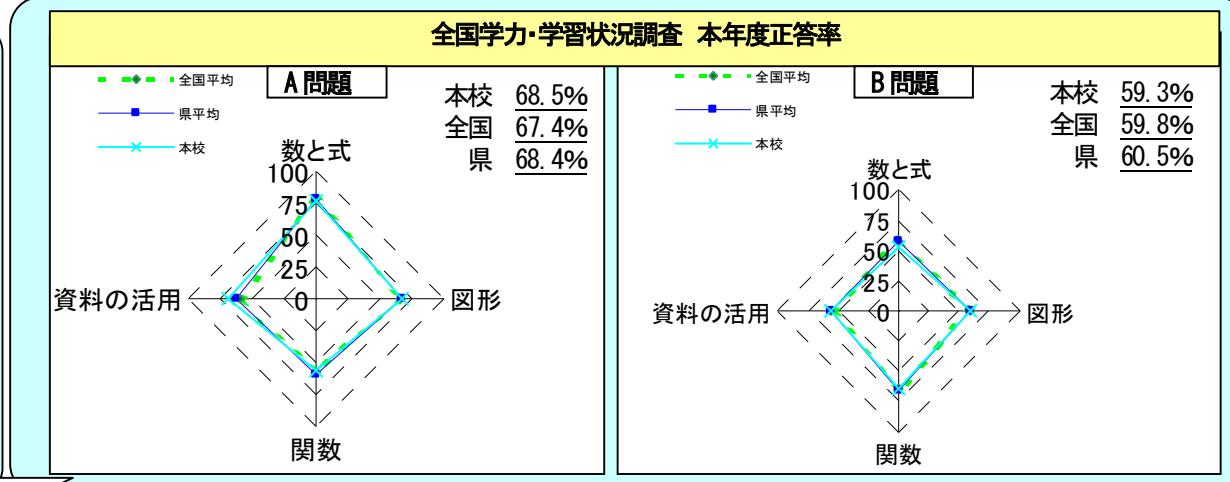 全国学力・学習状況調査 本年度正答率
全国平均
県平均
本校
A問題
本校 68.5%
全国 67.4%
県 68.4%
数と式
100
75
50
25
0
資料の活用
図形
関数
全国平均
県平均
本校
B問題
本校 59.3%
全国 59.8%
県 60.5%
数と式
100
75
50
25
0
資料の活用
図形
関数